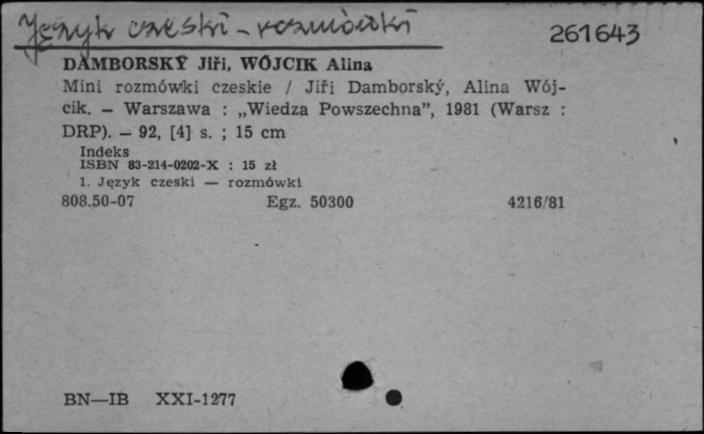 Język czeski - rozmówki
261643
DAMBORSKÝ Jiří, WÓJCIK Alina
Mini rozmówki czeskie / Jiří Damborský, Alina Wój-
cik. — Warszawa : „Wiedza Powszechna”, 1981 (Warsz :
DRP). — 92, [4] s. ; 15 cm
Indeks
ISBN 83-214-0202-X : 15 zł
1. Język czeski — rozmówki
808.50-07 Egz. 50300 4216/81
BN—IB XXI-1277